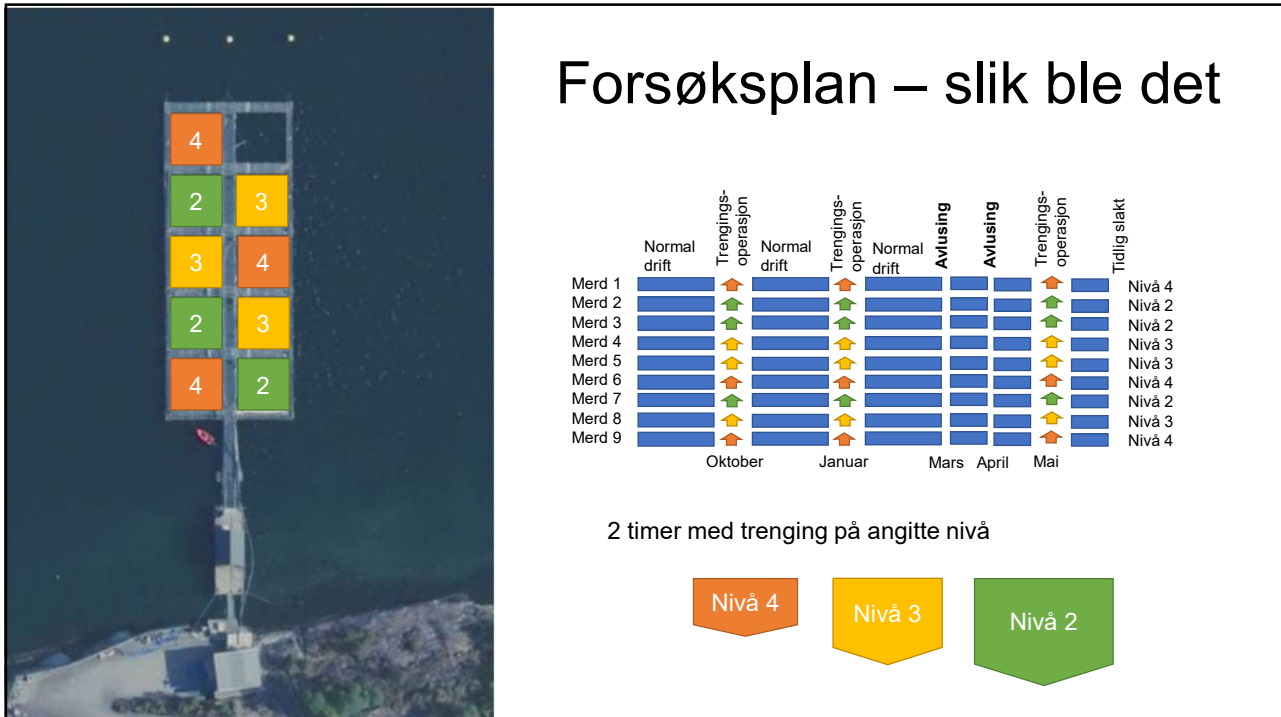 Forsøksplan – slik ble det
4
2
3
3
4
2
3
4
2
Normal
drift
Trengings-
operasjon
Normal
drift
Trengings-
operasjon
Normal
drift
Avlusing
Avlusing
Trengings-
operasjon
Tidlig slakt
Merd 1
Nivå 4
Merd 2
Nivå 2
Merd 3
Nivå 2
Merd 4
Nivå 3
Merd 5
Nivå 3
Merd 6
Nivå 4
Merd 7
Nivå 2
Merd 8
Nivå 3
Merd 9
Nivå 4
Oktober
Januar
Mars
April
Mai
2 timer med trenging på angitte nivå
Nivå 4
Nivå 3
Nivå 2